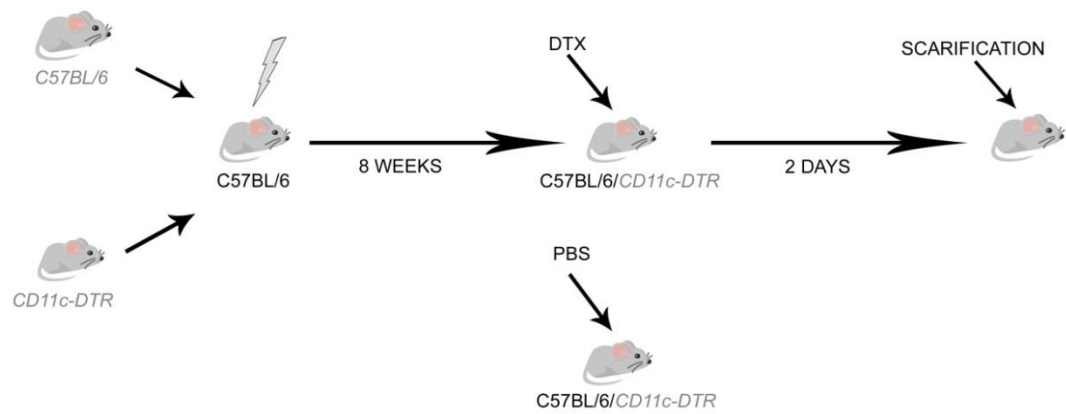 C57BL/6
CD11c-DTR
C57BL/6
8 WEEKS
DTX
C57BL/6/CD11c-DTR
2 DAYS
SCARIFICATION
PBS
C57BL/6/CD11c-DTR